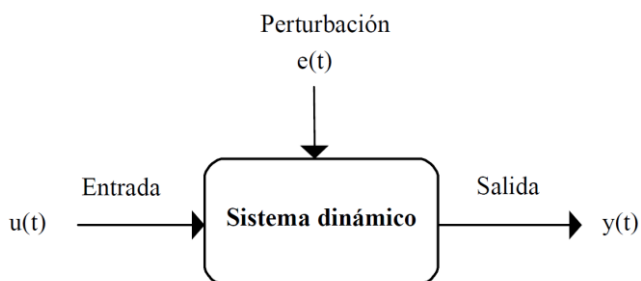 Perturbación
e(t)
Entrada
Salida
u(t)
Sistema dinámico
y(t)